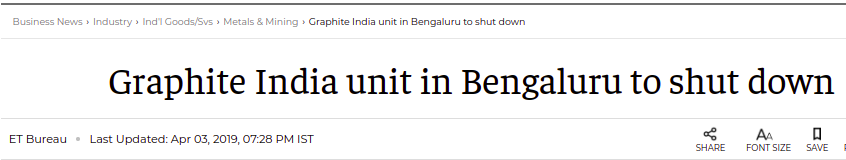 Business News › Industry › Ind'l Goods/Svs › Metals & Mining › Graphite India unit in Bengaluru to shut down
Graphite India unit in Bengaluru to shut down
ET Bureau • Last Updated: Apr 03, 2019, 07:28 PM IST
SHARE FONT SIZE SAVE